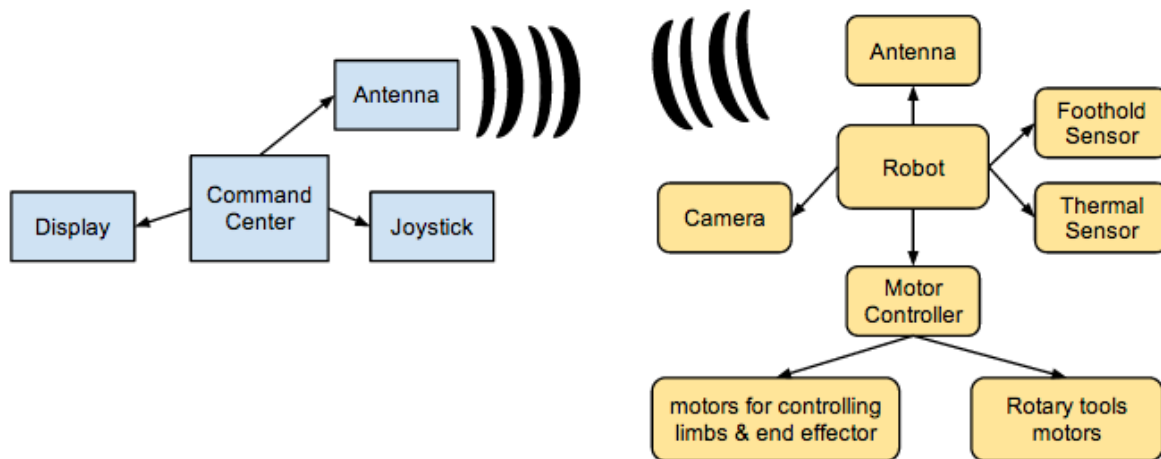 Antenna
Command
Center
Display
Joystick
Antenna
Robot
Foothold
Sensor
Thermal
Sensor
Camera
Motor
Controller
motors for controlling
limbs & end effector
Rotary tools
motors